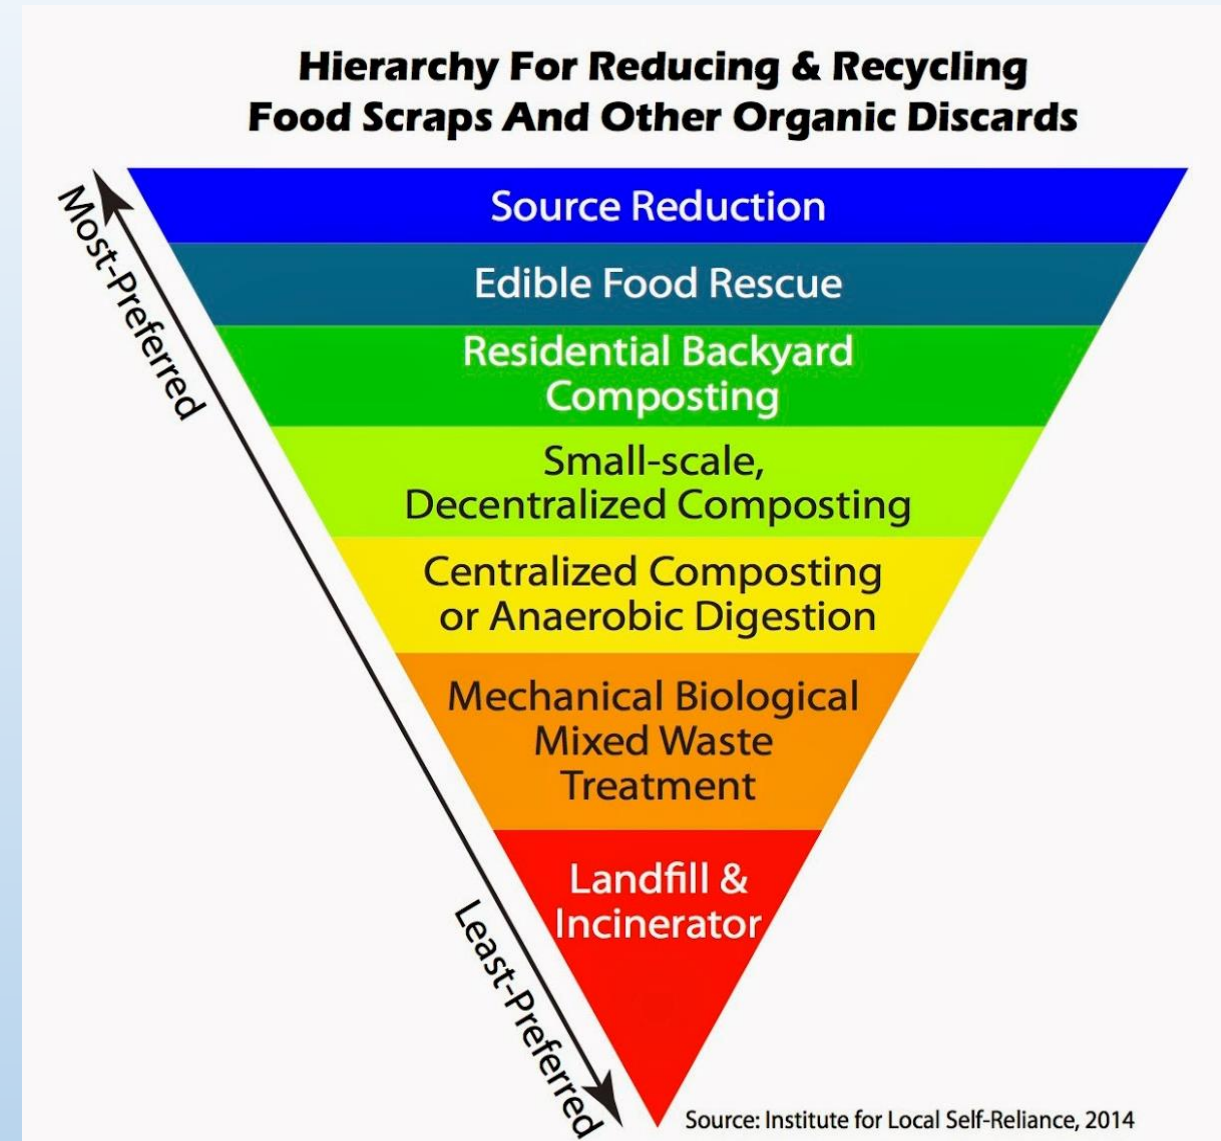 Hierarchy For Reducing & Recycling
Food Scraps And Other Organic Discards
Most-Preferred
Source Reduction
Edible Food Rescue
Residential Backyard
Composting
Small-scale,
Decentralized Composting
Centralized Composting
or Anaerobic Digestion
Mechanical Biological
Mixed Waste
Treatment
Landfill &
Incinerator
Least-Preferred
Source: Institute for Local Self-Reliance, 2014